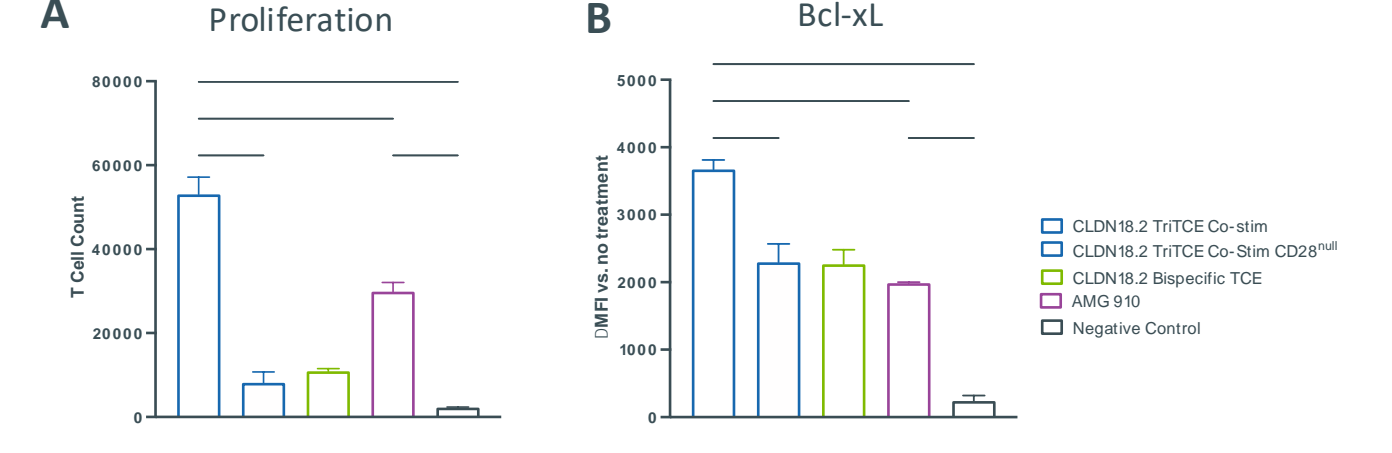 A
Proliferation
80000
60000
40000
20000
0
T Cell Count
B
Bcl-xL
5000
4000
3000
2000
1000
0
DMFI vs. no treatment
CLDN18.2 TriTCE Co-stim
CLDN18.2 TriTCE Co-Stim CD28null
CLDN18.2 Bispecific TCE
AMG 910
Negative Control